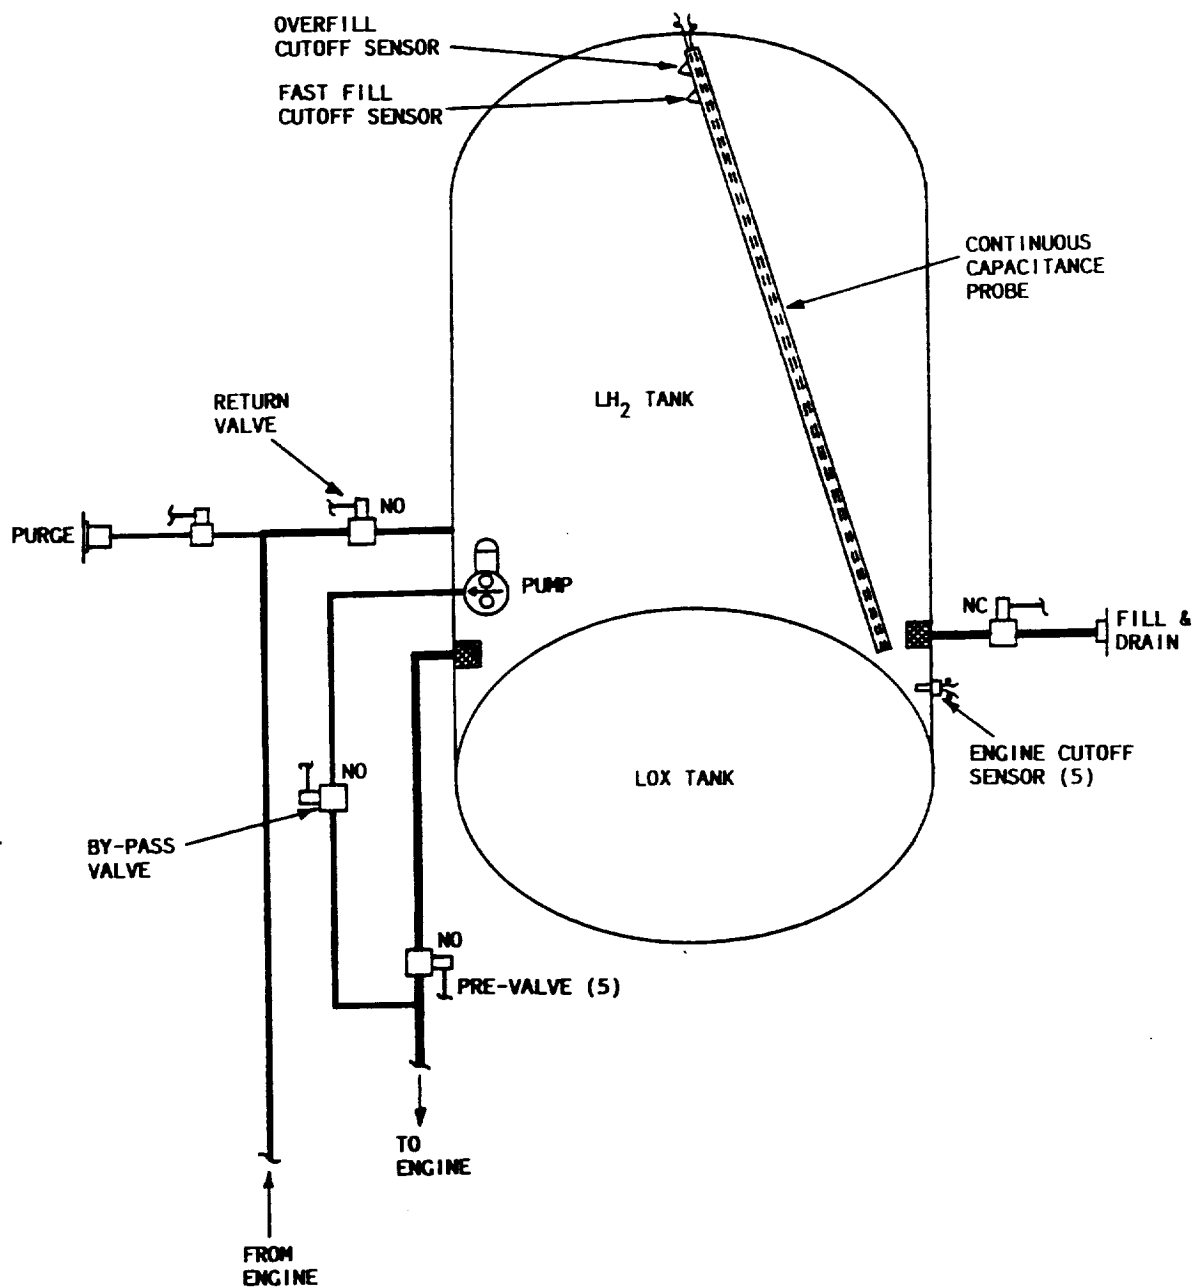 OVERFILL
CUTOFF SENSOR
FAST FILL
CUTOFF SENSOR
CONTINUOUS
CAPACITANCE
PROBE
LH₂ TANK
RETURN
VALVE
NO
PURGE
PUMP
NC
FILL &
DRAIN
ENGINE CUTOFF
SENSOR (5)
LOX TANK
NO
BY-PASS
VALVE
NO
PRE-VALVE (5)
TO
ENGINE
FROM
ENGINE